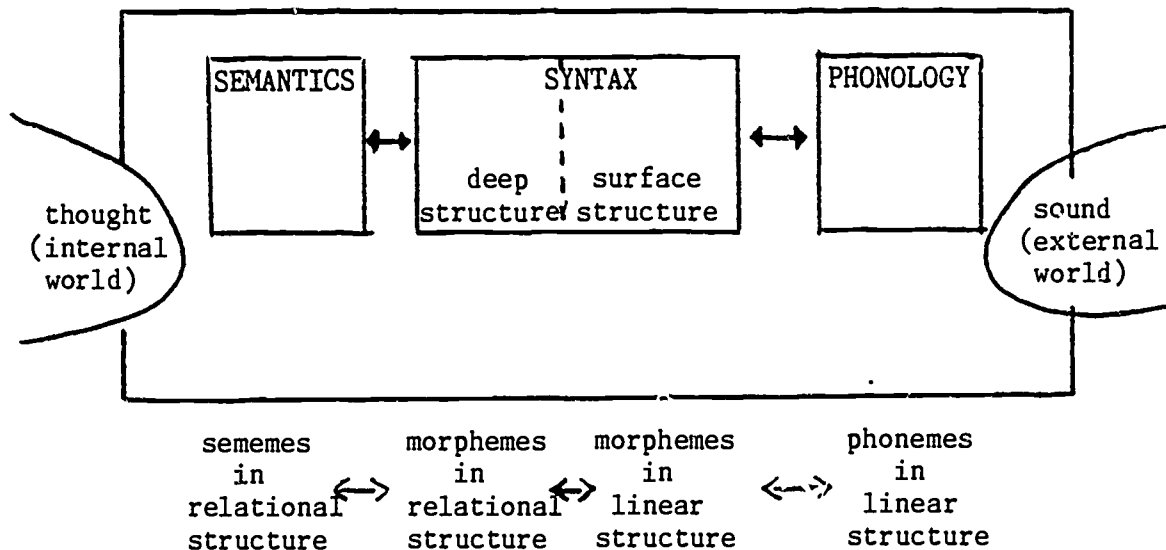 SEMANTICS
SYNTAX
PHONOLOGY
deep
structure
surface
structure
thought
(internal
world)
sound
(external
world)
sememes
in
relational
structure
morphemes
in
relational
structure
morphemes
in
linear
structure
phonemes
in
linear
structure